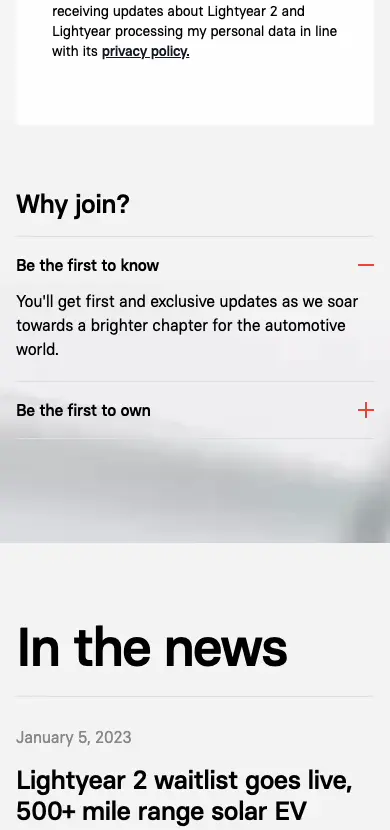 receiving updates about Lightyear 2 and
Lightyear processing my personal data in line
with its privacy policy.
Why join?
Be the first to know
You'll get first and exclusive updates as we soar
towards a brighter chapter for the automotive
world.
Be the first to own
In the news
January 5, 2023
Lightyear 2 waitlist goes live,
500+ mile range solar EV